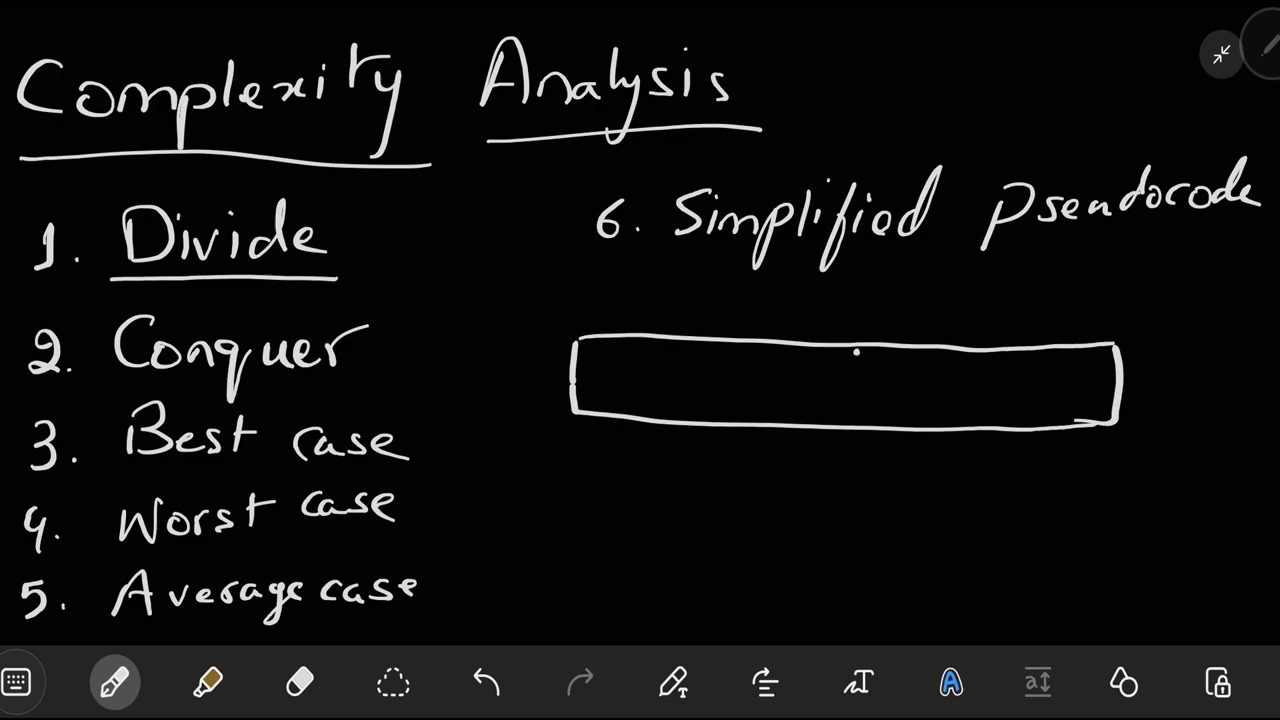 Complexity Analysis
1. Divide
2. Conquer
3. Best case
4. Worst case
5. Average case
6. Simplified pseudocode